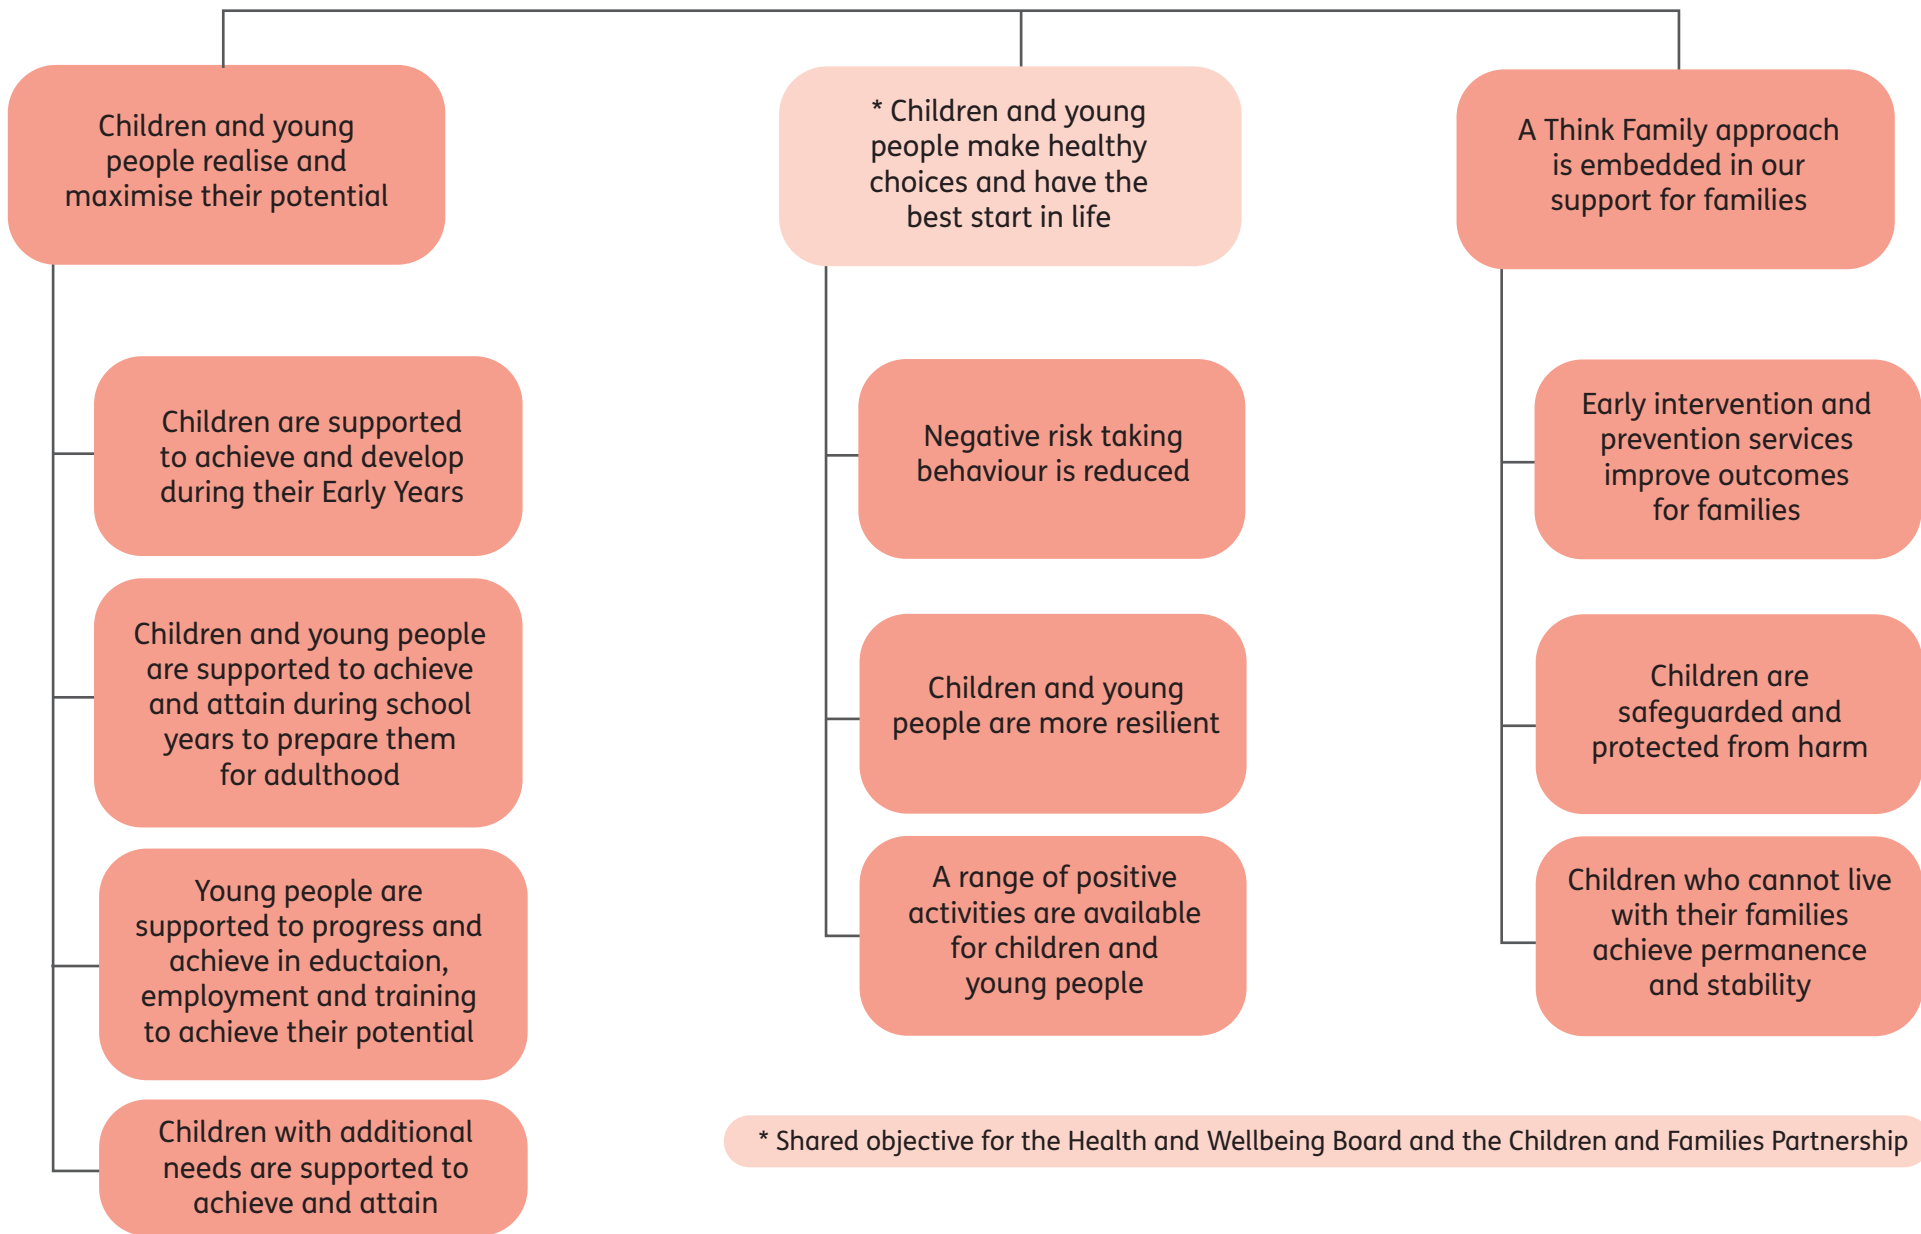 Children and young
people realise and
maximise their potential
Children are supported
to achieve and develop
during their Early Years
Children and young people
are supported to achieve
and attain during school
years to prepare them
for adulthood
Young people are
supported to progress and
achieve in eductaion,
employment and training
to achieve their potential
Children with additional
needs are supported to
achieve and attain
* Children and young
people make healthy
choices and have the
best start in life
Negative risk taking
behaviour is reduced
Children and young
people are more resilient
A range of positive
activities are available
for children and
young people
A Think Family approach
is embedded in our
support for families
Early intervention and
prevention services
improve outcomes
for families
Children are
safeguarded and
protected from harm
Children who cannot live
with their families
achieve permanence
and stability
* Shared objective for the Health and Wellbeing Board and the Children and Families Partnership